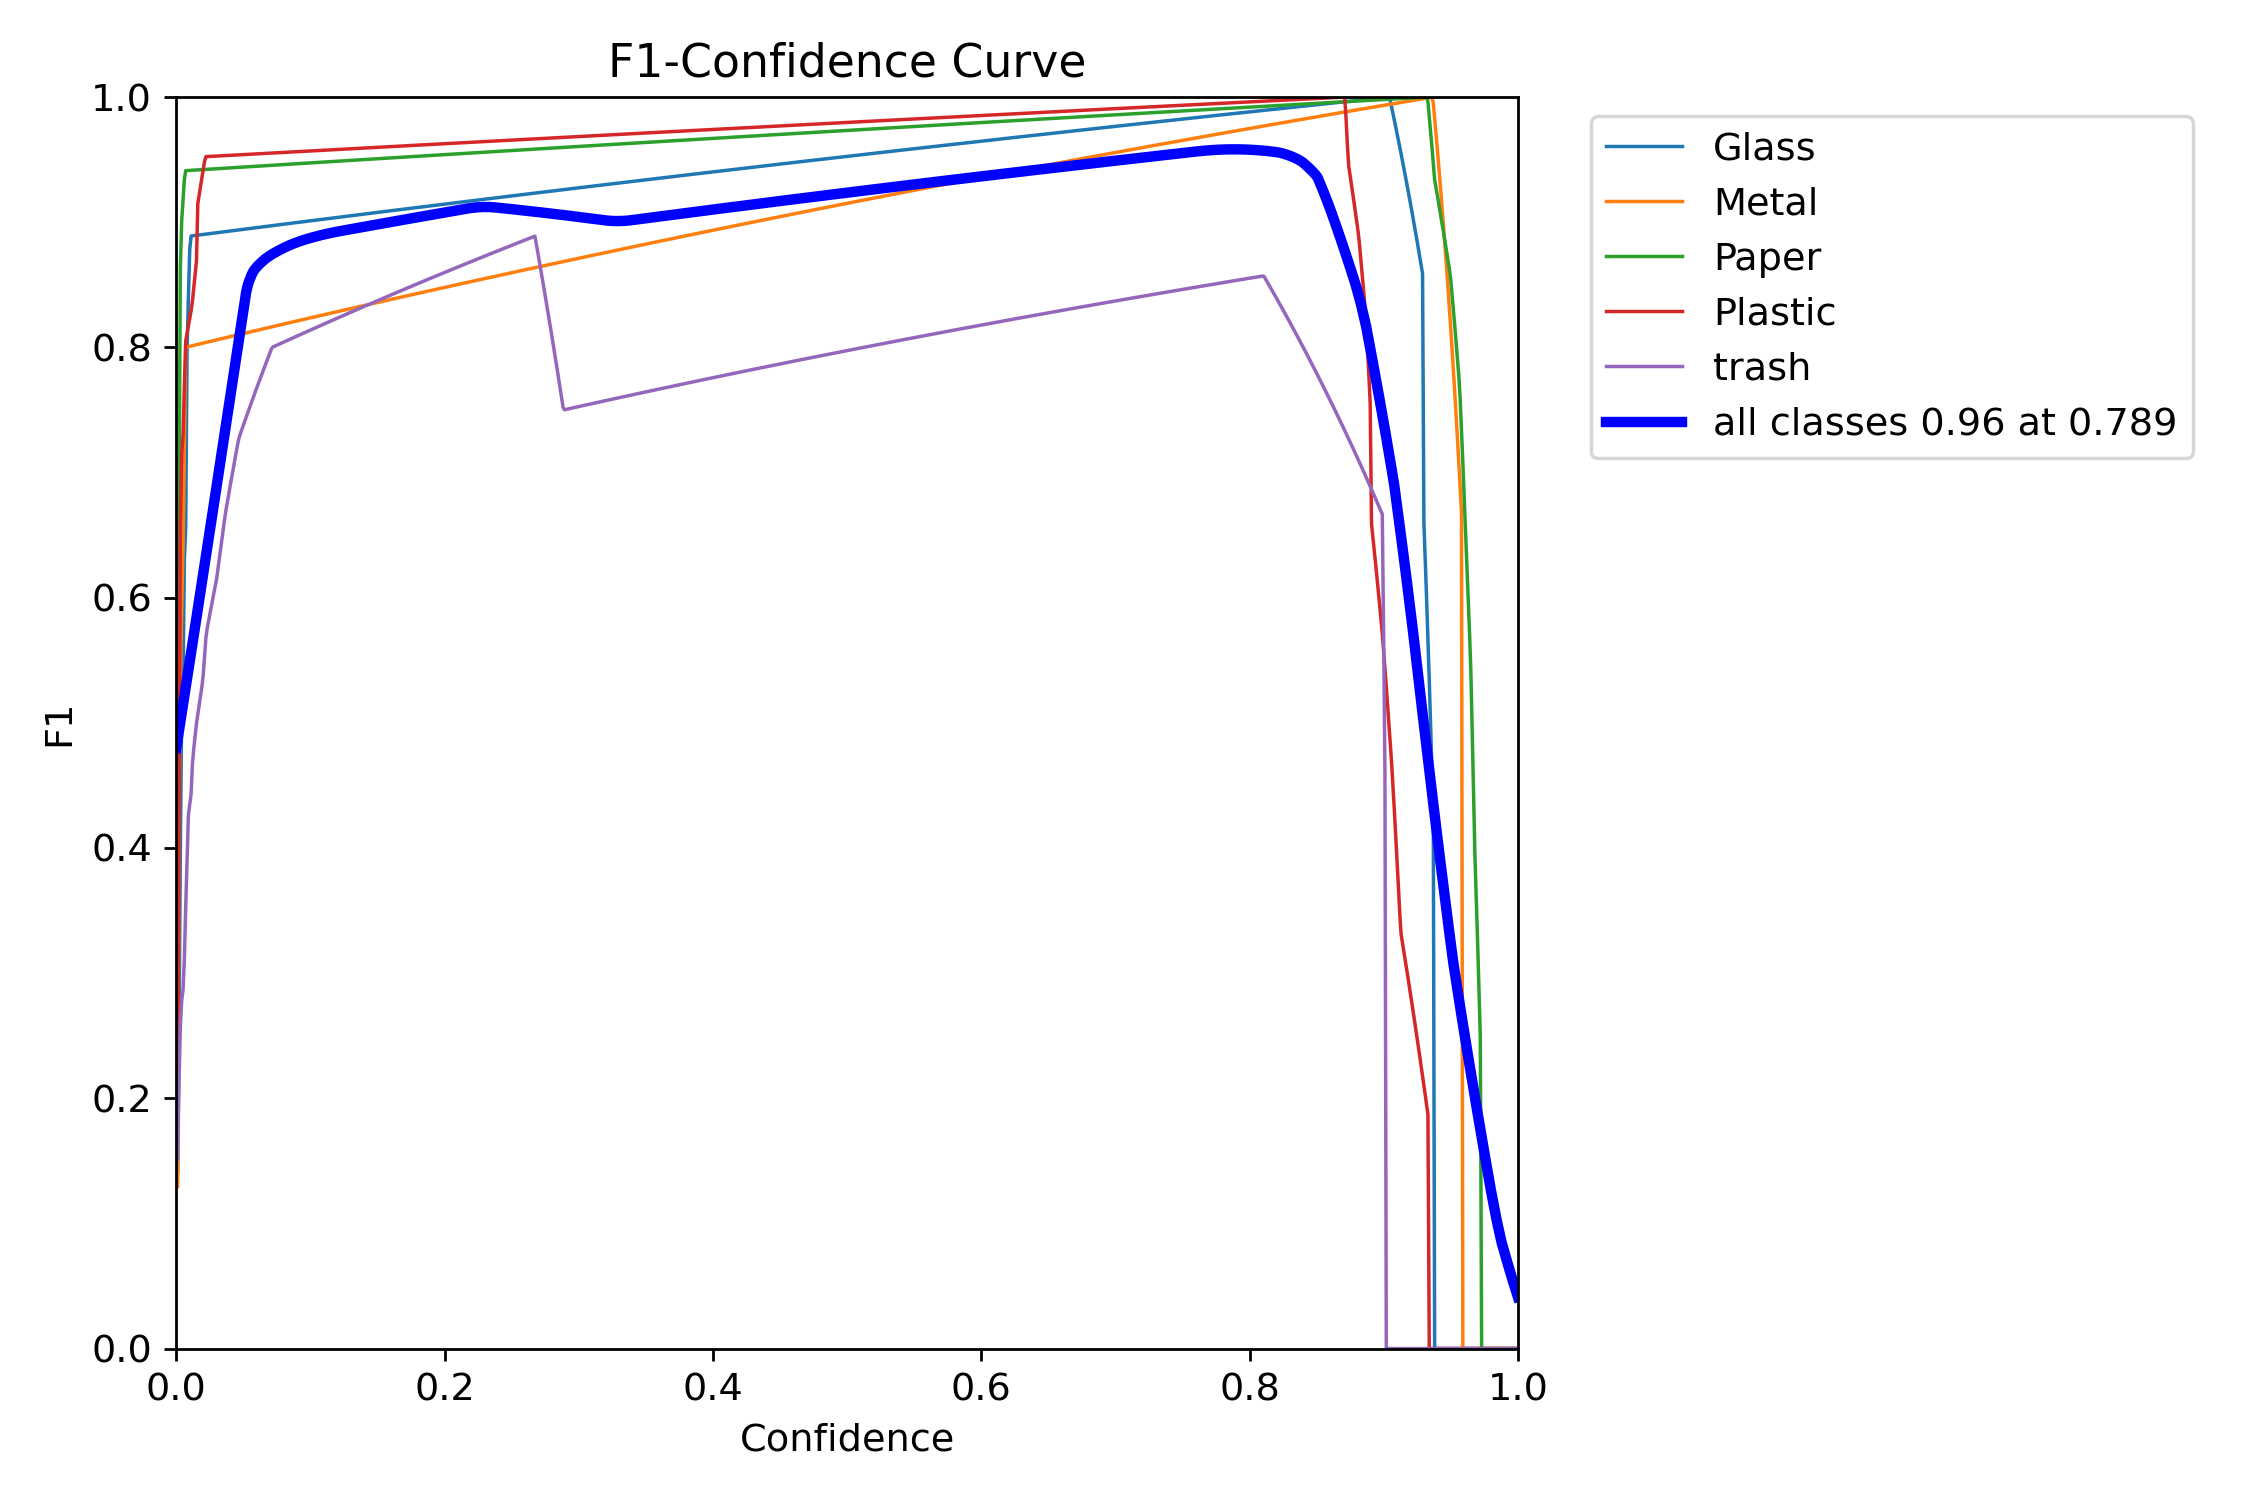 F1-Confidence Curve
1.0
0.8
0.6
0.4
0.2
0.0
F1
0.0 0.2 0.4 0.6 0.8 1.0
Confidence
Glass
Metal
Paper
Plastic
trash
all classes 0.96 at 0.789